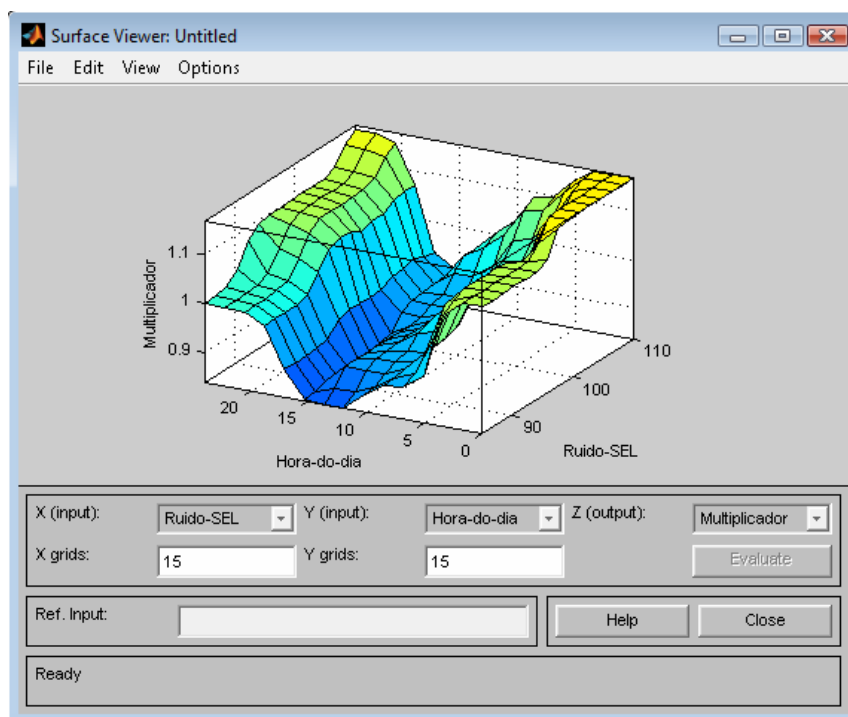 Surface Viewer: Untitled
File Edit View Options
Multiplicador
1.1
1
0.9
20
15
10
5
0
Hora-do-dia
90
100
110
Ruido-SEL
X (input): Ruido-SEL Y (input): Hora-do-dia Z (output): Multiplicador
X grids: 15 Y grids: 15 Evaluate
Ref. Input: Help Close
Ready